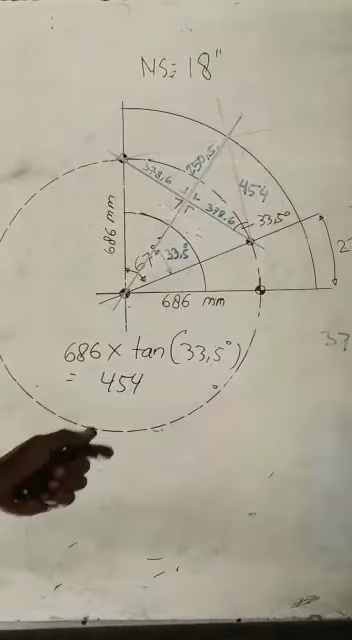 NS= 18"
250,5
378,6
454
378,6
33,5°
686 mm
67°
33,5°
686 mm
686 × tan(33,5°)
= 454